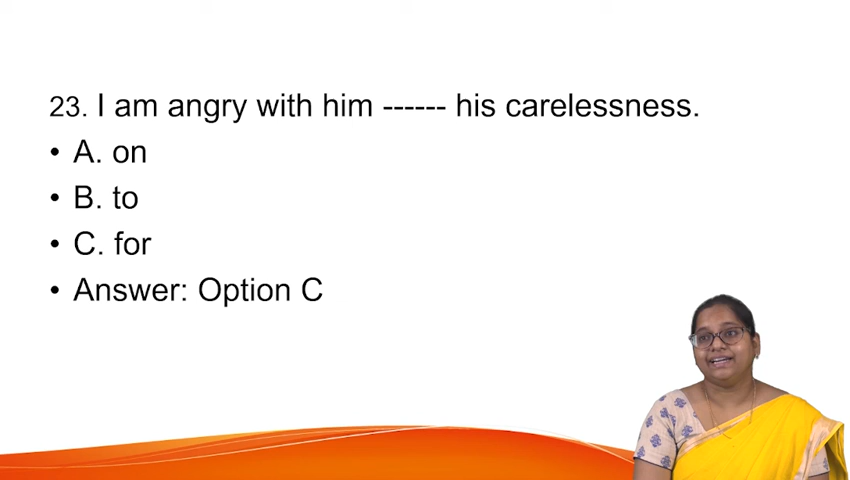 23. I am angry with him ------ his carelessness.
• A. on
• B. to
• C. for
• Answer: Option C